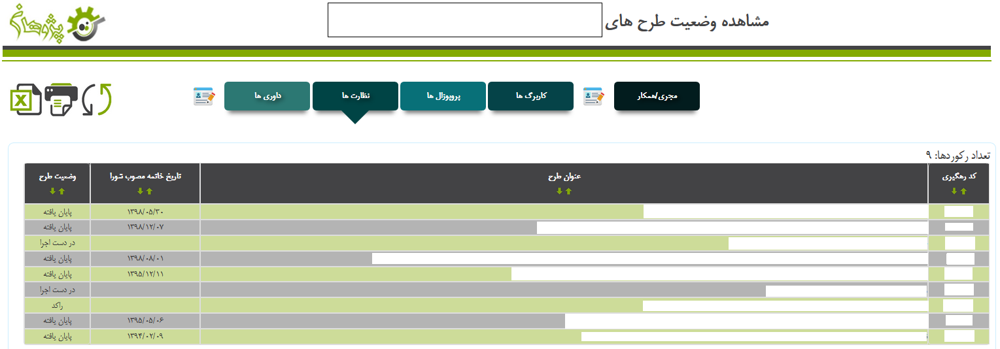 مشاهده وضعیت طرح های
پژوهان
مجری/همکار
کاربرگ ها
پروپوزال ها
نظارت ها
داوری ها
تعداد رکوردها: ۹
کد رهگیری عنوان طرح تاریخ خاتمه مصوب شورا وضعیت طرح
۱۳۹۸/۰۵/۳۰ پایان یافته
۱۳۹۸/۱۲/۰۷ پایان یافته
در دست اجرا
۱۳۹۸/۰۸/۰۱ پایان یافته
۱۳۹۵/۱۲/۱۱ پایان یافته
در دست اجرا
راکد
۱۳۹۵/۰۵/۰۶ پایان یافته
۱۳۹۴/۰۲/۰۹ پایان یافته